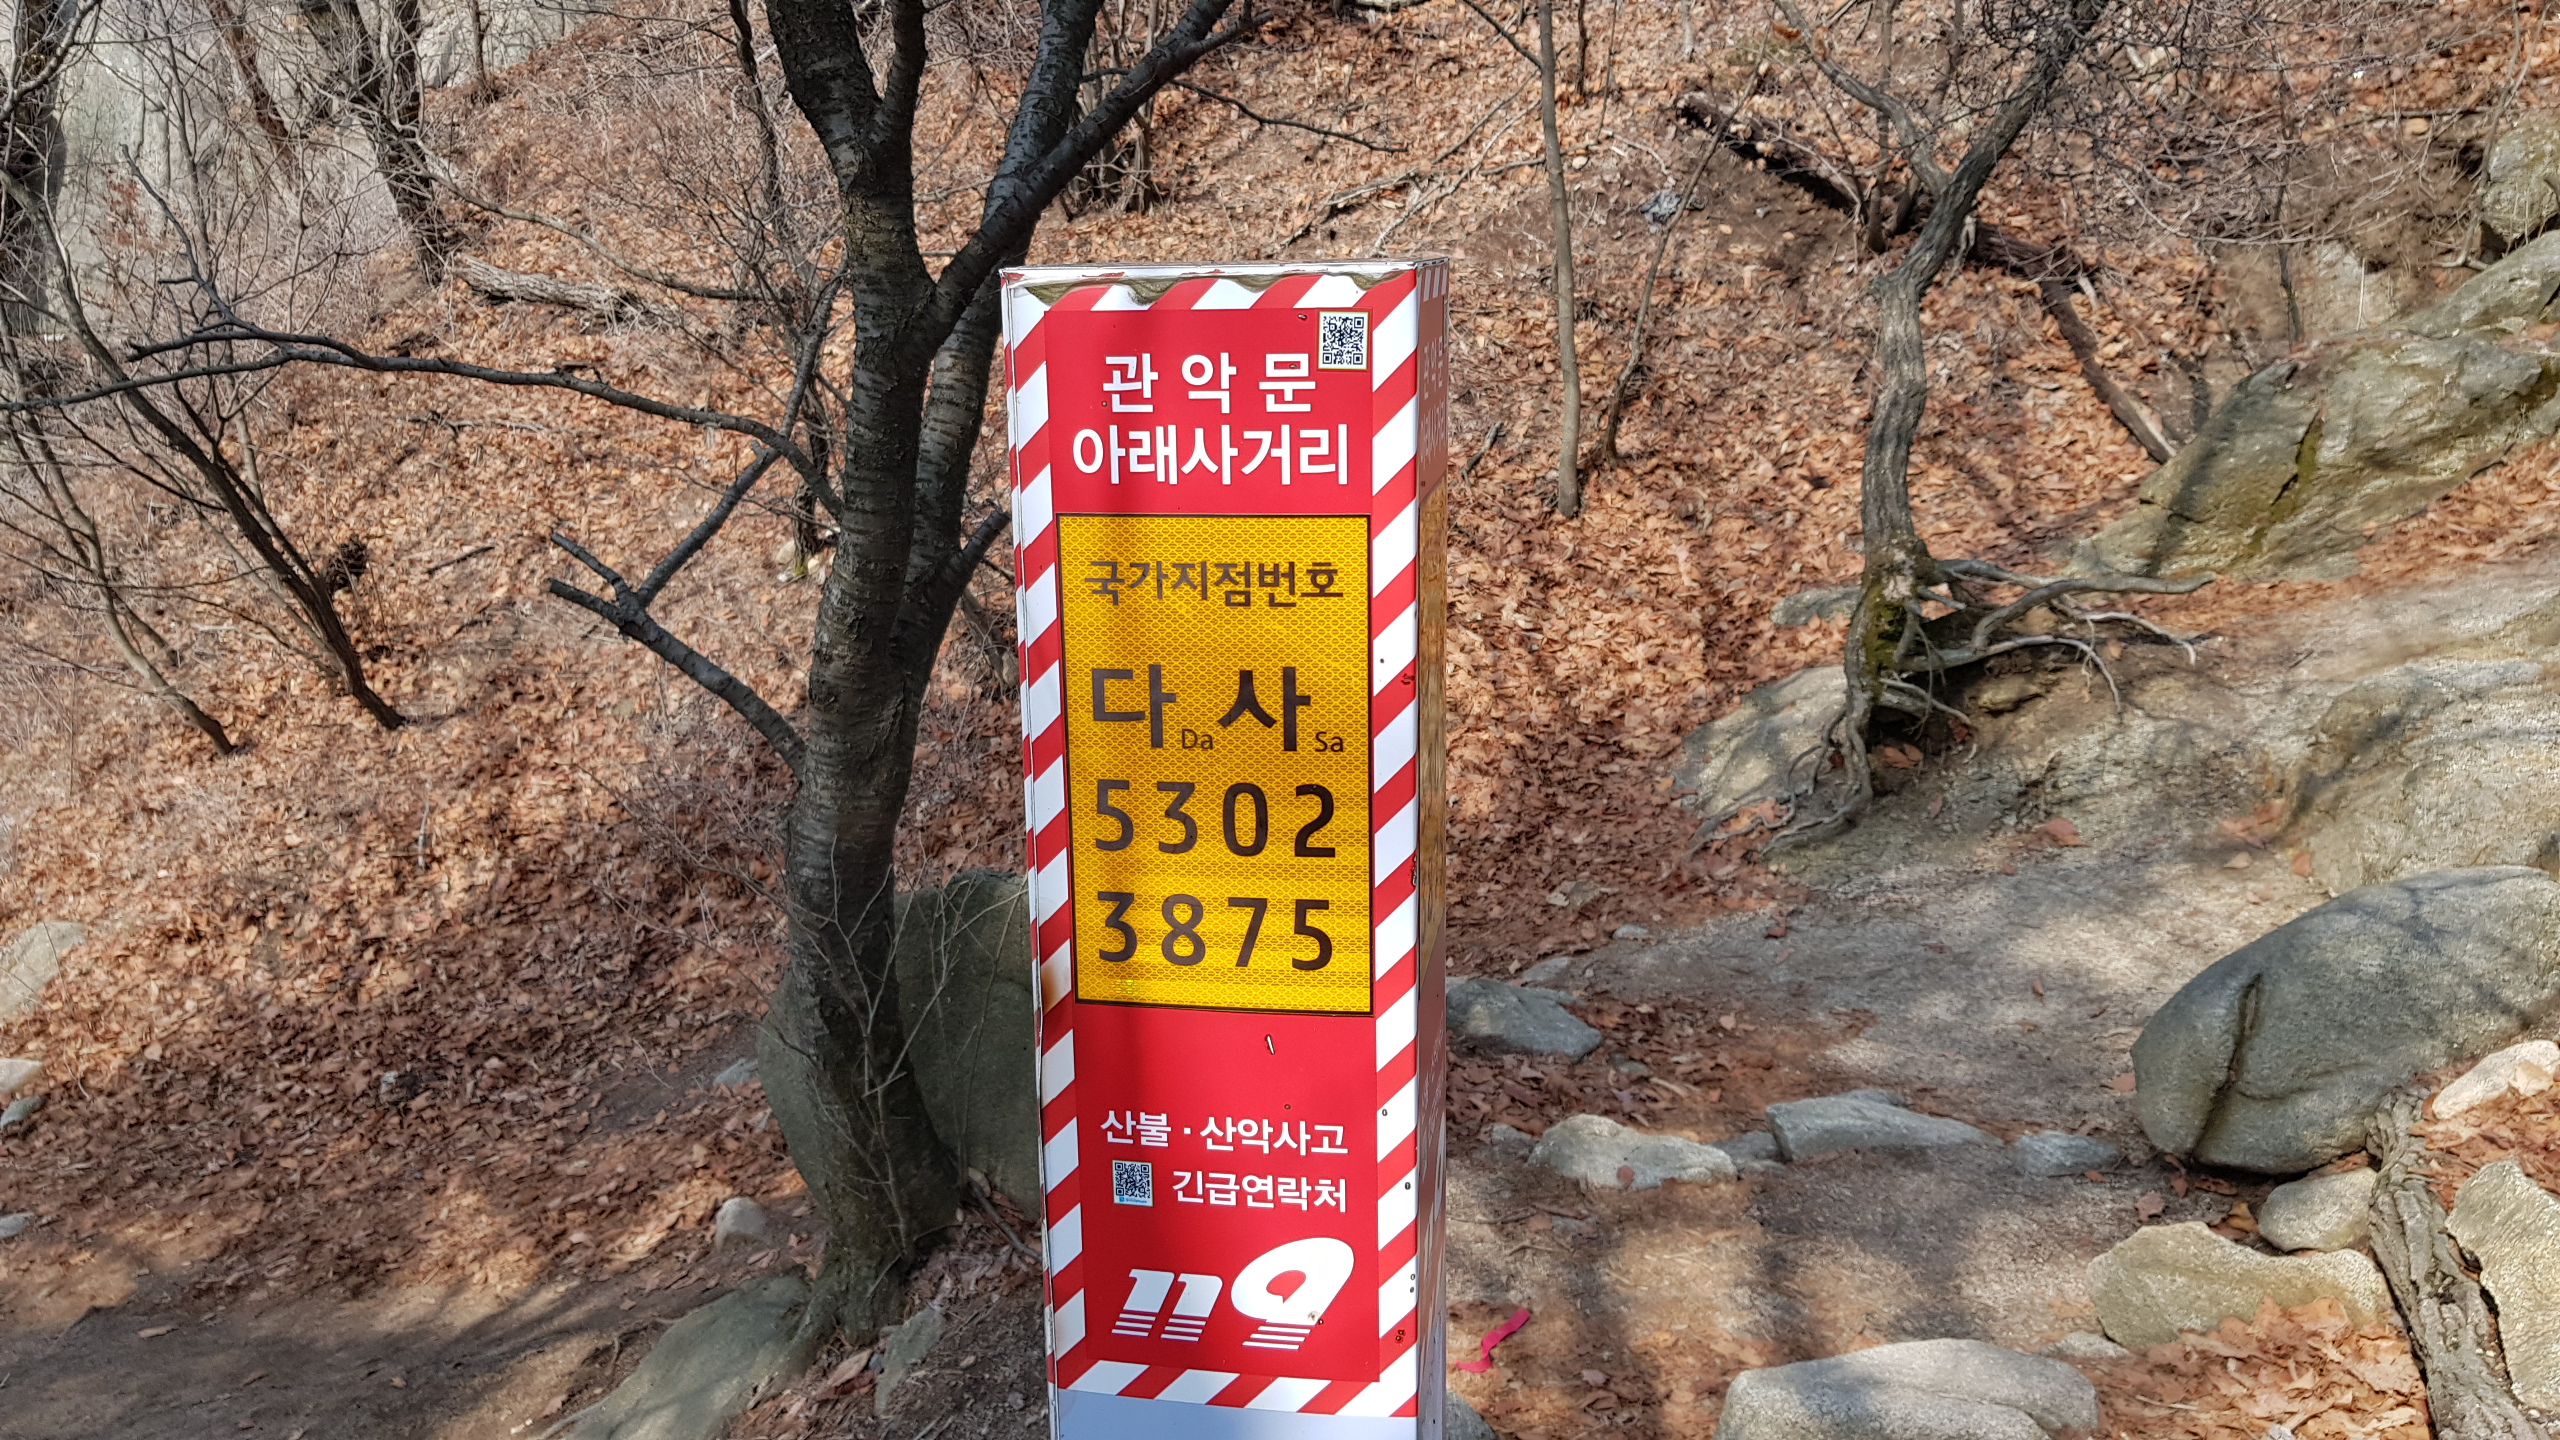 관악문
아래사거리
국가지점번호
다 Da 사 Sa
5302
3875
산불·산악사고
긴급연락처
119